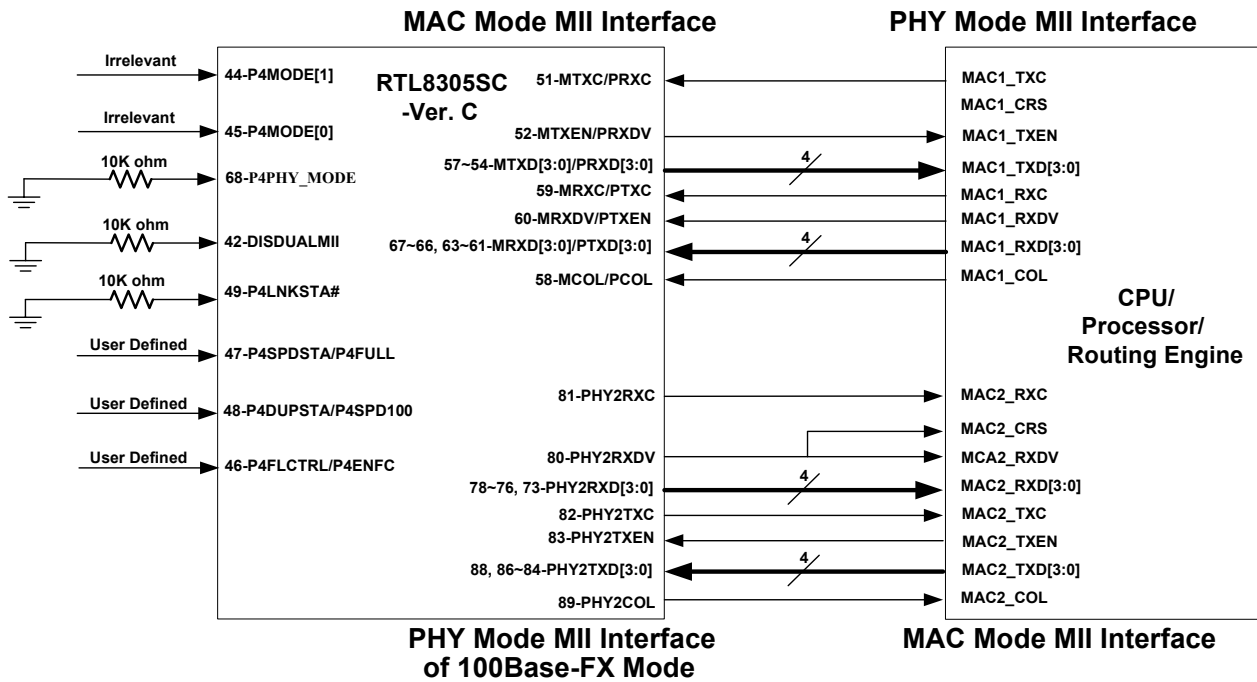 MAC Mode MII Interface
PHY Mode MII Interface
Irrelevant
44-P4MODE[1]
Irrelevant
45-P4MODE[0]
10K ohm
68-P4PHY_MODE
10K ohm
42-DISDUALMII
10K ohm
49-P4LNKSTA#
User Defined
47-P4SPDSTA/P4FULL
User Defined
48-P4DUPSTA/P4SPD100
User Defined
46-P4FLCTRL/P4ENFC
RTL8305SC
-Ver. C
51-MTXC/PRXC
52-MTXEN/PRXDV
57~54-MTXD[3:0]/PRXD[3:0]
59-MRXC/PTXC
60-MRXDV/PTXEN
67~66, 63~61-MRXD[3:0]/PTXD[3:0]
58-MCOL/PCOL
81-PHY2RXC
80-PHY2RXDV
78~76, 73-PHY2RXD[3:0]
82-PHY2TXC
83-PHY2TXEN
88, 86~84-PHY2TXD[3:0]
89-PHY2COL
4
4
4
4
MAC1_TXC
MAC1_CRS
MAC1_TXEN
MAC1_TXD[3:0]
MAC1_RXC
MAC1_RXDV
MAC1_RXD[3:0]
MAC1_COL
CPU/
Processor/
Routing Engine
MAC2_RXC
MAC2_CRS
MCA2_RXDV
MAC2_RXD[3:0]
MAC2_TXC
MAC2_TXEN
MAC2_TXD[3:0]
MAC2_COL
PHY Mode MII Interface
of 100Base-FX Mode
MAC Mode MII Interface